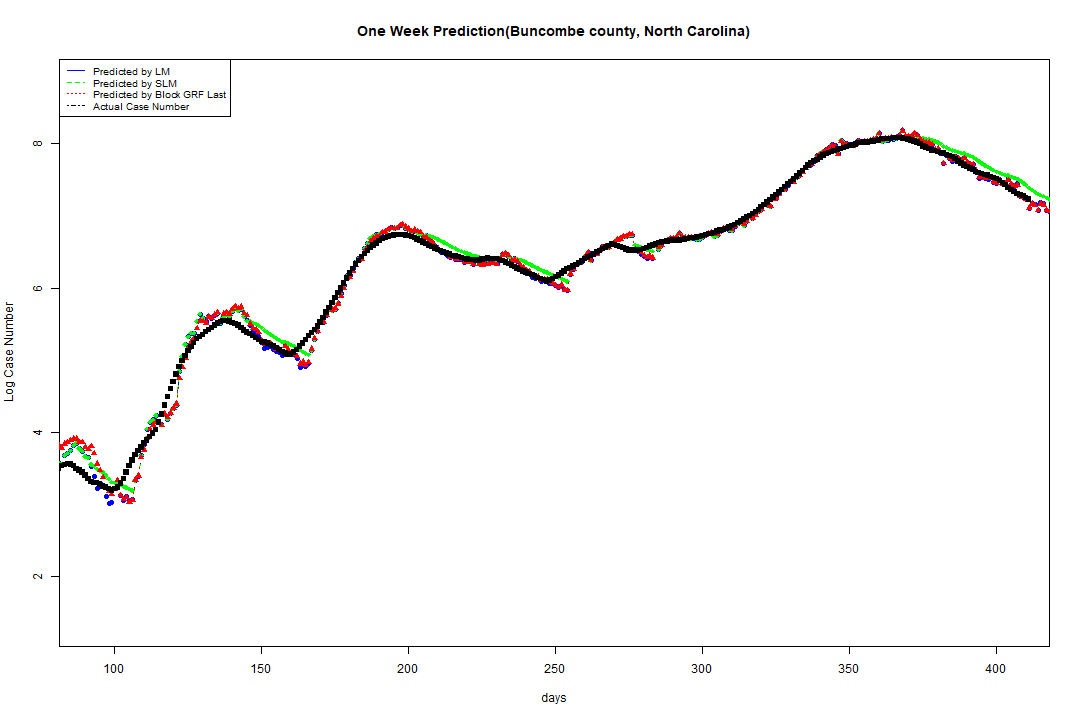 One Week Prediction(Buncombe county, North Carolina)
Predicted by LM
Predicted by SLM
Predicted by Block GRF Last
Actual Case Number
Log Case Number
8
6
4
2
100 150 200 250 300 350 400
days